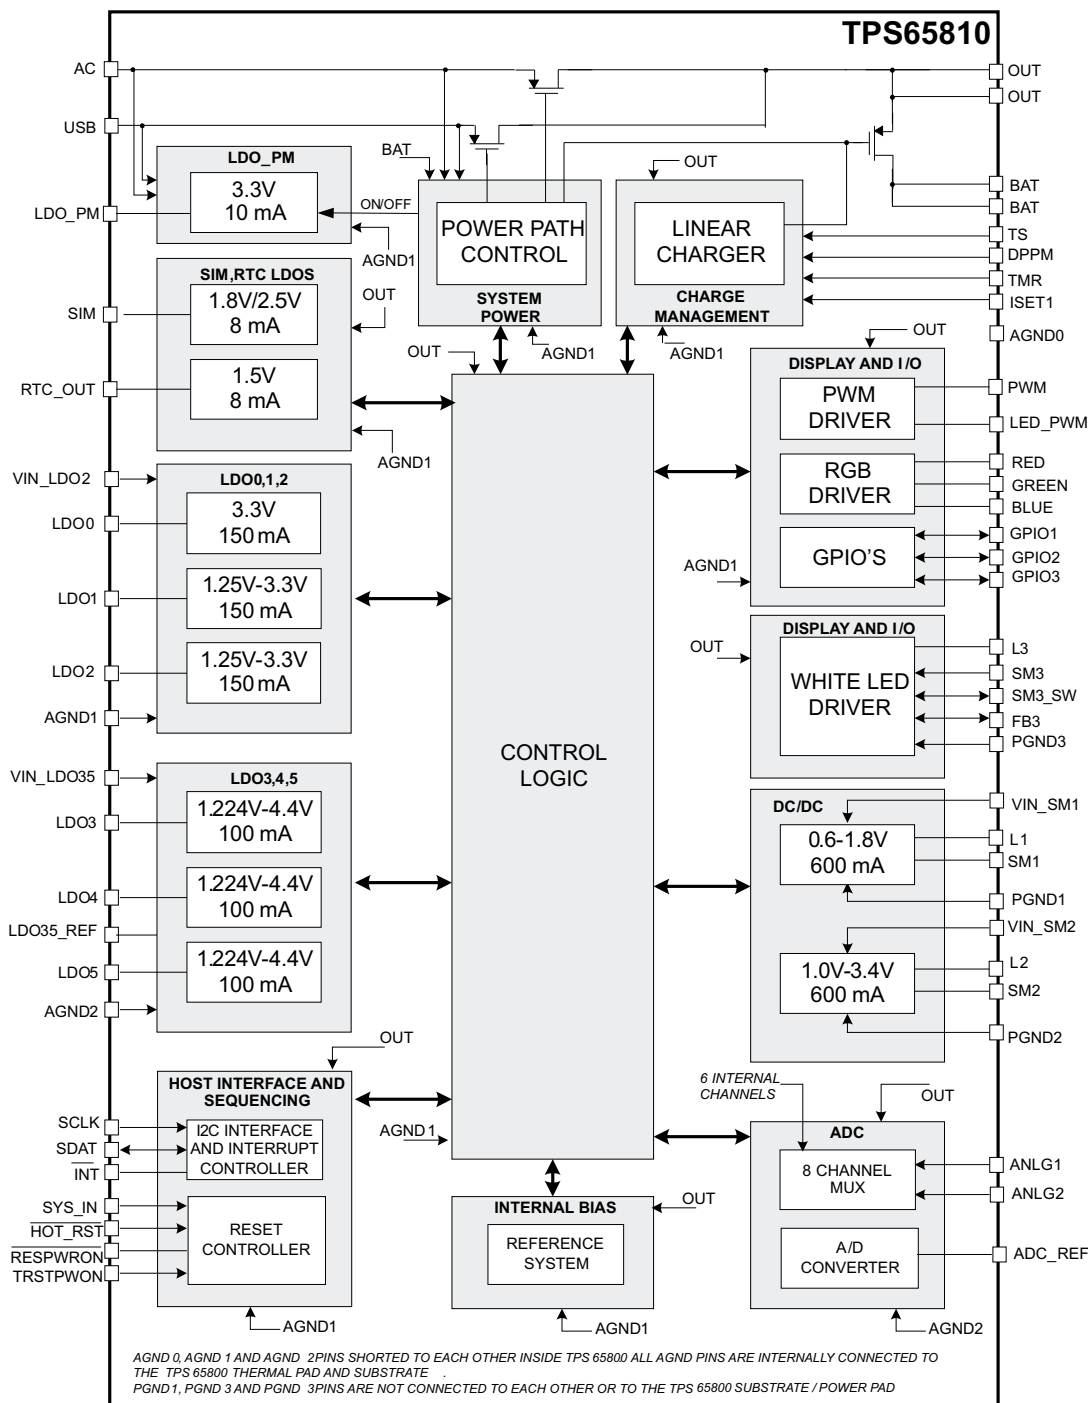 TPS65810
AC
USB
LDO_PM
LDO_PM
3.3V
10 mA
ON/OFF
AGND1
BAT
POWER PATH
CONTROL
SYSTEM
POWER
AGND1
OUT
OUT
LINEAR
CHARGER
CHARGE
MANAGEMENT
AGND1
OUT
OUT
BAT
BAT
TS
DPPM
TMR
ISET1
AGND0
SIM,RTC LDOS
SIM
1.8V/2.5V
8 mA
OUT
RTC_OUT
1.5V
8 mA
AGND1
VIN_LDO2
LDO0,1,2
LDO0
3.3V
150 mA
LDO1
1.25V-3.3V
150 mA
LDO2
1.25V-3.3V
150 mA
AGND1
VIN_LDO35
LDO3,4,5
LDO3
1.224V-4.4V
100 mA
LDO4
1.224V-4.4V
100 mA
LDO35_REF
LDO5
1.224V-4.4V
100 mA
AGND2
OUT
HOST INTERFACE AND
SEQUENCING
SCLK
SDAT
INT
I2C INTERFACE
AND INTERRUPT
CONTROLLER
SYS_IN
HOT_RST
RESPWRON
TRSTPWON
RESET
CONTROLLER
AGND1
CONTROL
LOGIC
AGND1
INTERNAL BIAS
OUT
REFERENCE
SYSTEM
AGND1
OUT
DISPLAY AND I/O
PWM
DRIVER
PWM
LED_PWM
RGB
DRIVER
RED
GREEN
BLUE
GPIO'S
GPIO1
GPIO2
GPIO3
AGND1
DISPLAY AND I/O
OUT
WHITE LED
DRIVER
L3
SM3
SM3_SW
FB3
PGND3
DC/DC
VIN_SM1
0.6-1.8V
600 mA
L1
SM1
PGND1
VIN_SM2
1.0V-3.4V
600 mA
L2
SM2
PGND2
6 INTERNAL
CHANNELS
OUT
ADC
8 CHANNEL
MUX
ANLG1
ANLG2
A/D
CONVERTER
ADC_REF
AGND2
AGND 0, AGND 1 AND AGND 2PINS SHORTED TO EACH OTHER INSIDE TPS 65800. ALL AGND PINS ARE INTERNALLY CONNECTED TO
THE TPS 65800 THERMAL PAD AND SUBSTRATE .
PGND 1, PGND 3 AND PGND 3PINS ARE NOT CONNECTED TO EACH OTHER OR TO THE TPS 65800 SUBSTRATE / POWER PAD